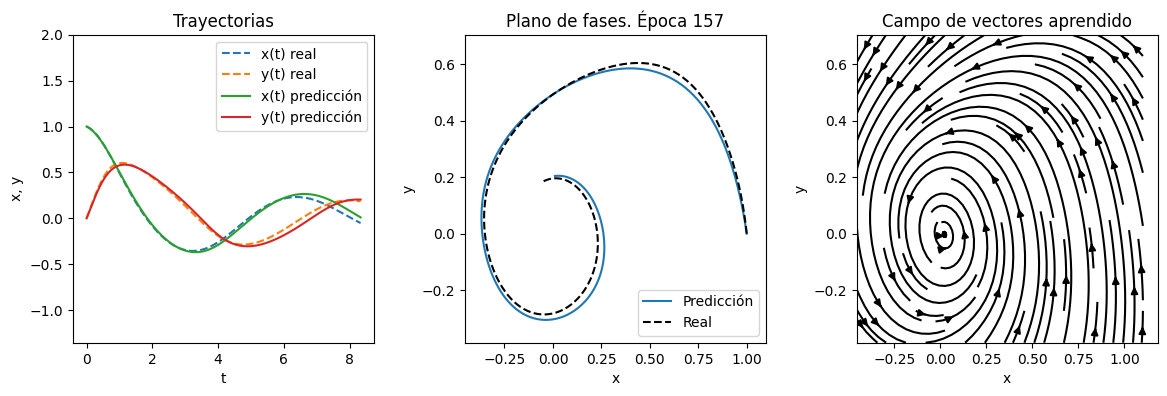 Trayectorias
x, y
2.0
1.5
1.0
0.5
0.0
−0.5
−1.0
x(t) real
y(t) real
x(t) predicción
y(t) predicción
0 2 4 6 8
t
Plano de fases. Época 157
y
0.6
0.4
0.2
0.0
−0.2
Predicción
Real
−0.25 0.00 0.25 0.50 0.75 1.00
x
Campo de vectores aprendido
y
0.6
0.4
0.2
0.0
−0.2
−0.25 0.00 0.25 0.50 0.75 1.00
x